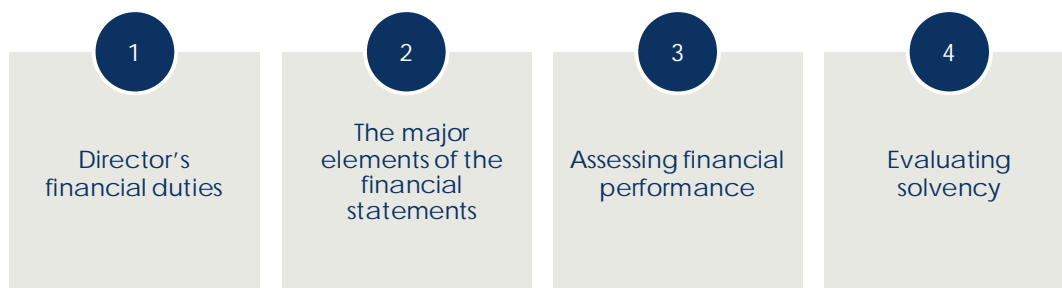 1
Director's
financial duties
2
The major
elements of the
financial
statements
3
Assessing financial
performance
4
Evaluating
solvency